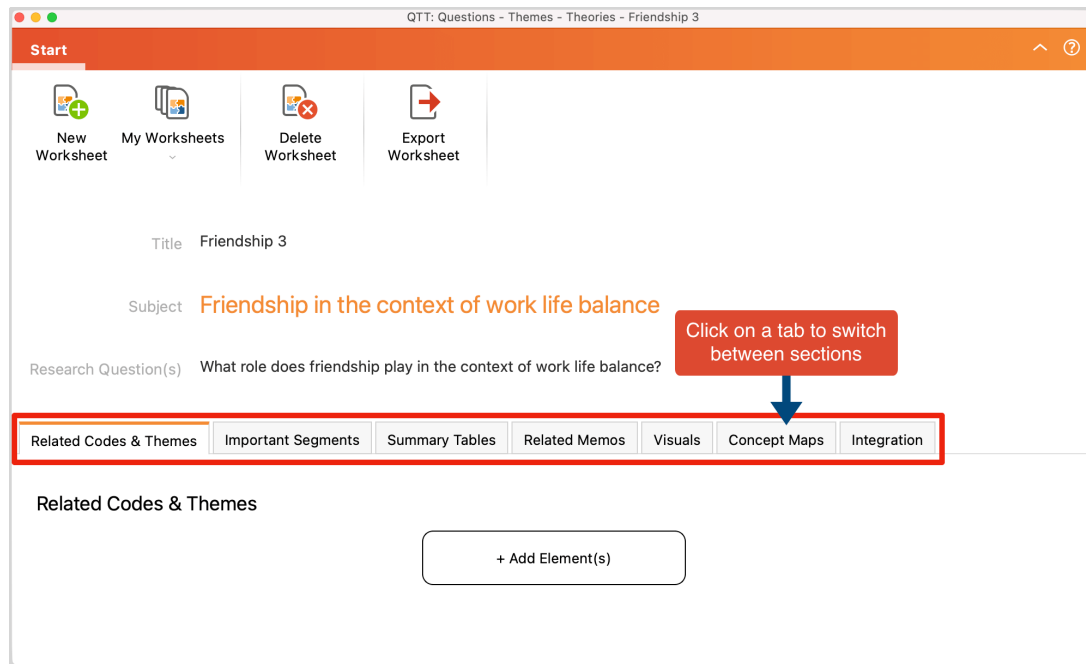 QTT: Questions - Themes - Theories - Friendship 3
Start
New
Worksheet
My Worksheets
Delete
Worksheet
Export
Worksheet
Title Friendship 3
Subject Friendship in the context of work life balance
Click on a tab to switch
between sections
Research Question(s) What role does friendship play in the context of work life balance?
Related Codes & Themes Important Segments Summary Tables Related Memos Visuals Concept Maps Integration
Related Codes & Themes
+ Add Element(s)